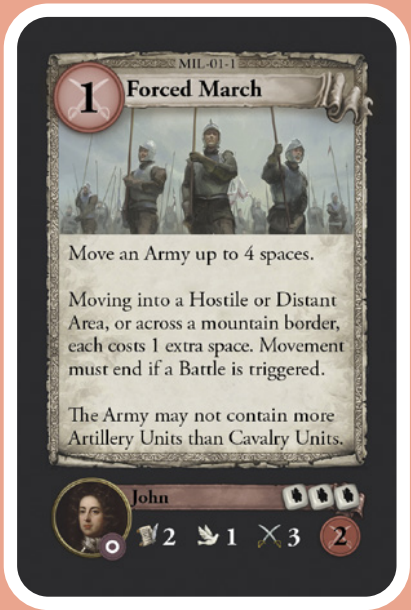 MIL-01-1
1 Forced March
Move an Army up to 4 spaces.
Moving into a Hostile or Distant
Area, or across a mountain border,
each costs 1 extra space. Movement
must end if a Battle is triggered.
The Army may not contain more
Artillery Units than Cavalry Units.
John
2 1 3 2